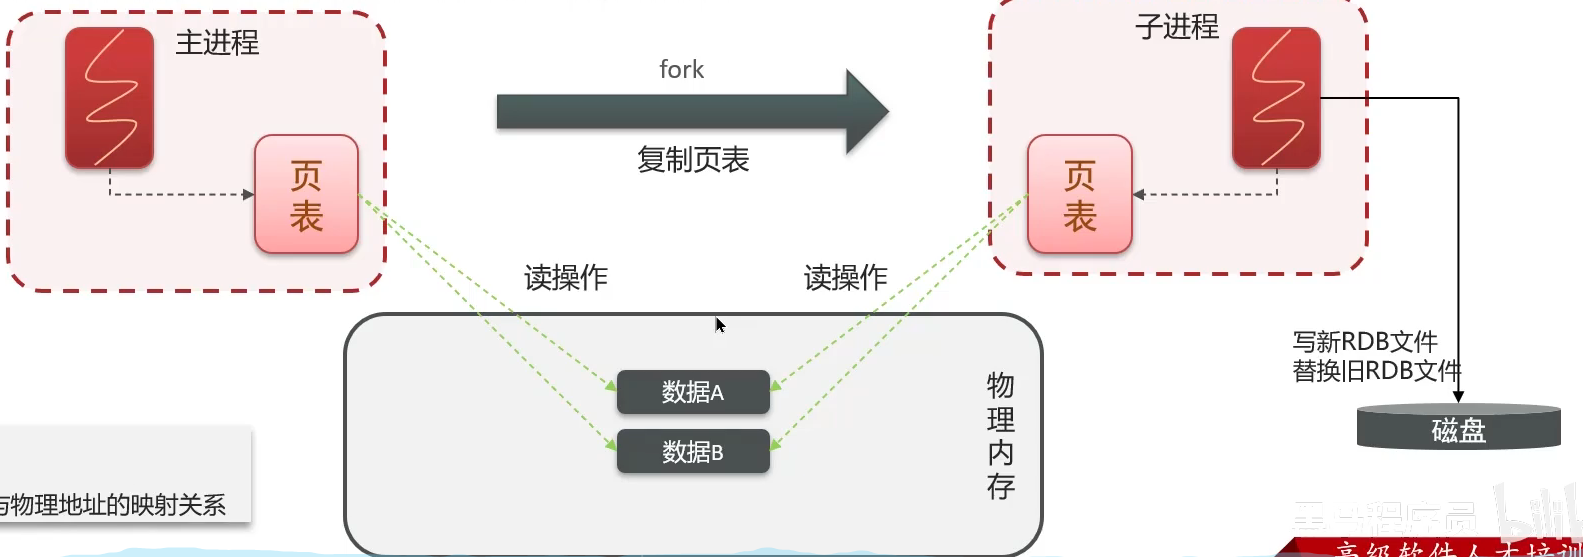 主进程
页
表
fork
复制页表
子进程
页
表
读操作
读操作
数据A
数据B
物
理
内
存
写新RDB文件
替换旧RDB文件
磁盘
与物理地址的映射关系
黑马程序员
高级软件人才培训